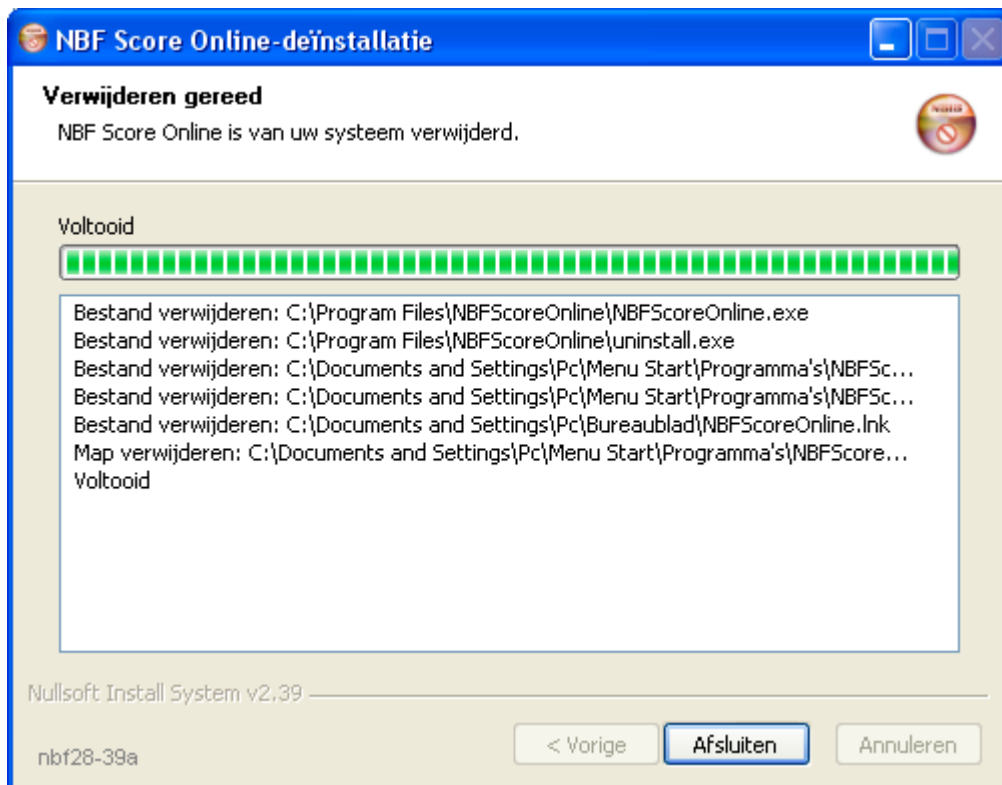 NBF Score Online-deïnstallatie
Verwijderen gereed
NBF Score Online is van uw systeem verwijderd.
Voltooid
Bestand verwijderen: C:\Program Files\NBFScoreOnline\NBFScoreOnline.exe
Bestand verwijderen: C:\Program Files\NBFScoreOnline\uninstall.exe
Bestand verwijderen: C:\Documents and Settings\Pc\Menu Start\Programma's\NBFSc...
Bestand verwijderen: C:\Documents and Settings\Pc\Menu Start\Programma's\NBFSc...
Bestand verwijderen: C:\Documents and Settings\Pc\Bureaublad\NBFScoreOnline.lnk
Map verwijderen: C:\Documents and Settings\Pc\Menu Start\Programma's\NBFScore...
Voltooid
Nullsoft Install System v2.39
nbf28-39a
< Vorige
Afsluiten
Annuleren